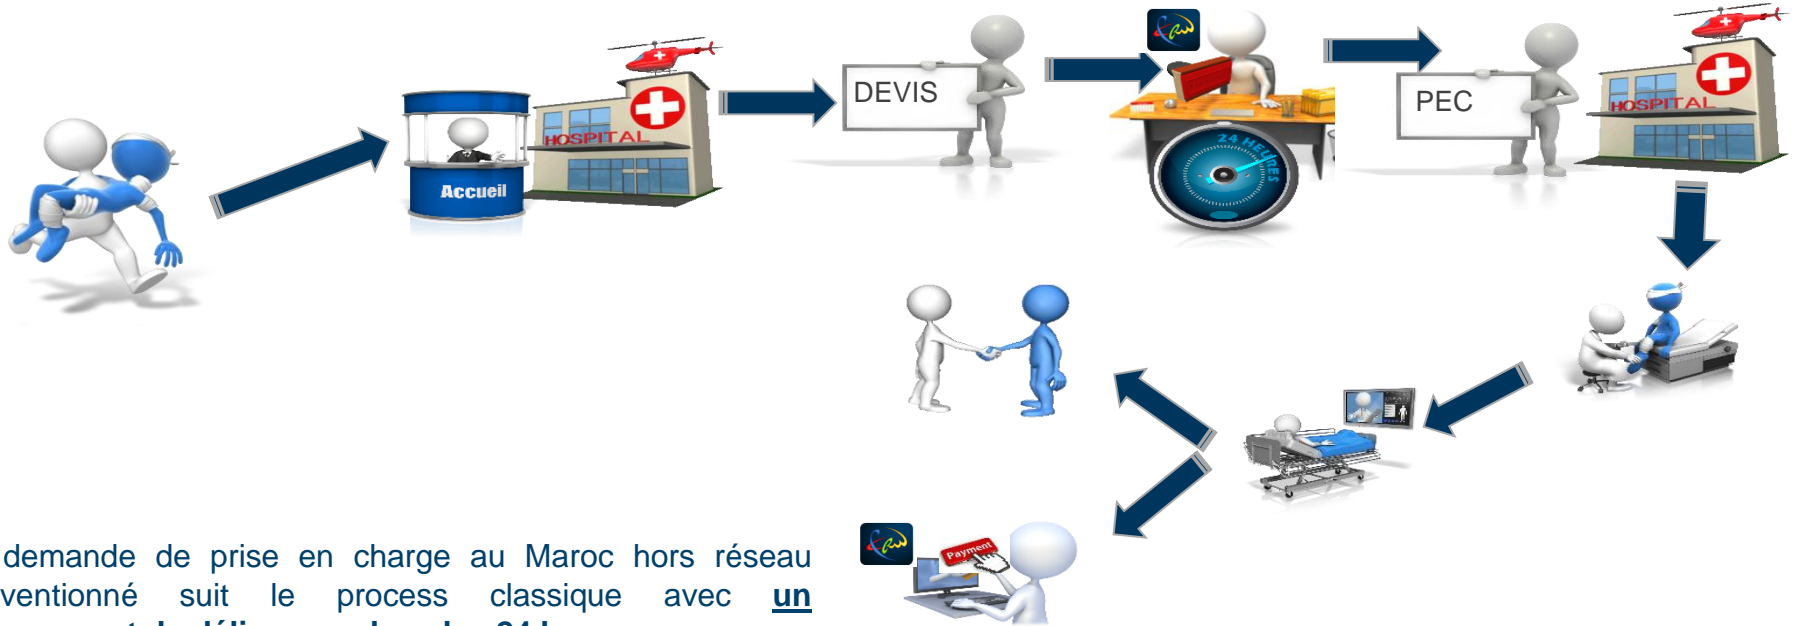 DEVIS
PEC
HOSPITAL
HOSPITAL
Accueil
24 HEURES
Payment
demande de prise en charge au Maroc hors réseau
ventionné suit le process classique avec un